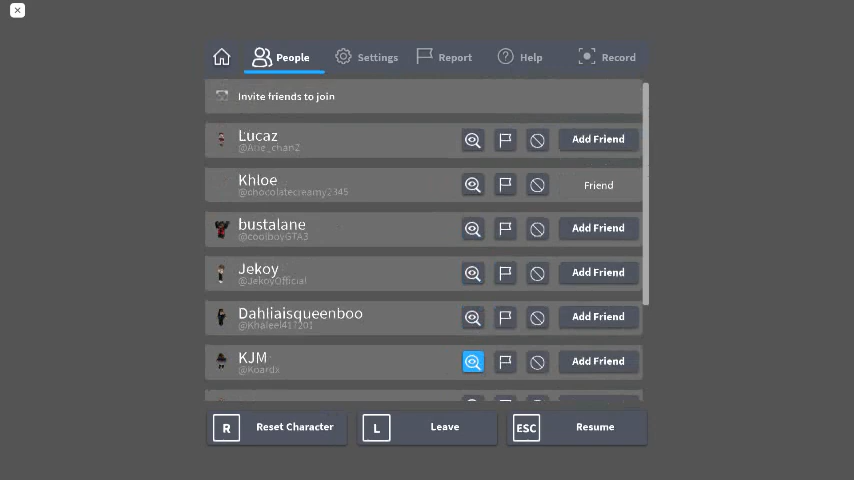 People
Settings
Report
Help
Record
Invite friends to join
Lucaz
@Arie_chanZ
Add Friend
Khloe
@chocolatecreamy2345
Friend
bustalane
@coolboyGTA3
Add Friend
Jekoy
@JekoyOfficial
Add Friend
Dahliaisqueenboo
@Khaleel417201
Add Friend
KJM
@Koardx
Add Friend
R
Reset Character
L
Leave
ESC
Resume